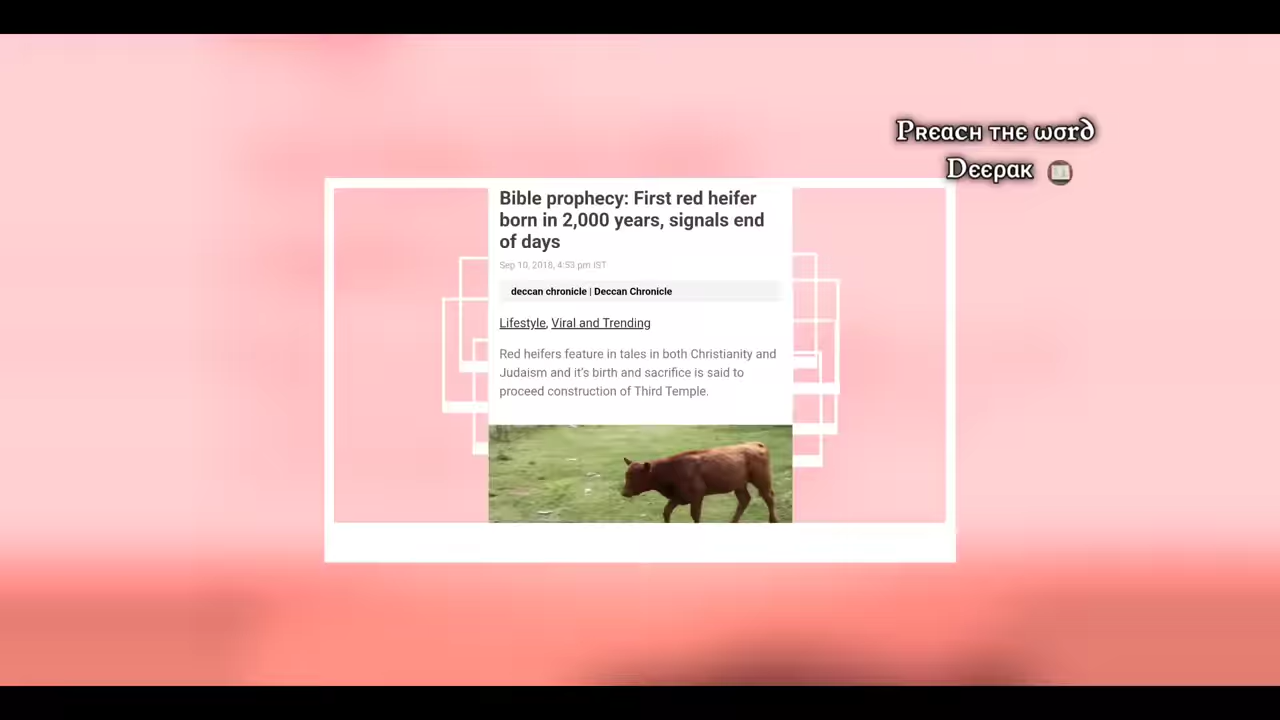 Preach the word
Deepak
Bible prophecy: First red heifer
born in 2,000 years, signals end
of days
Sep 10, 2018, 4:53 pm IST
deccan chronicle | Deccan Chronicle
Lifestyle, Viral and Trending
Red heifers feature in tales in both Christianity and
Judaism and it's birth and sacrifice is said to
proceed construction of Third Temple.